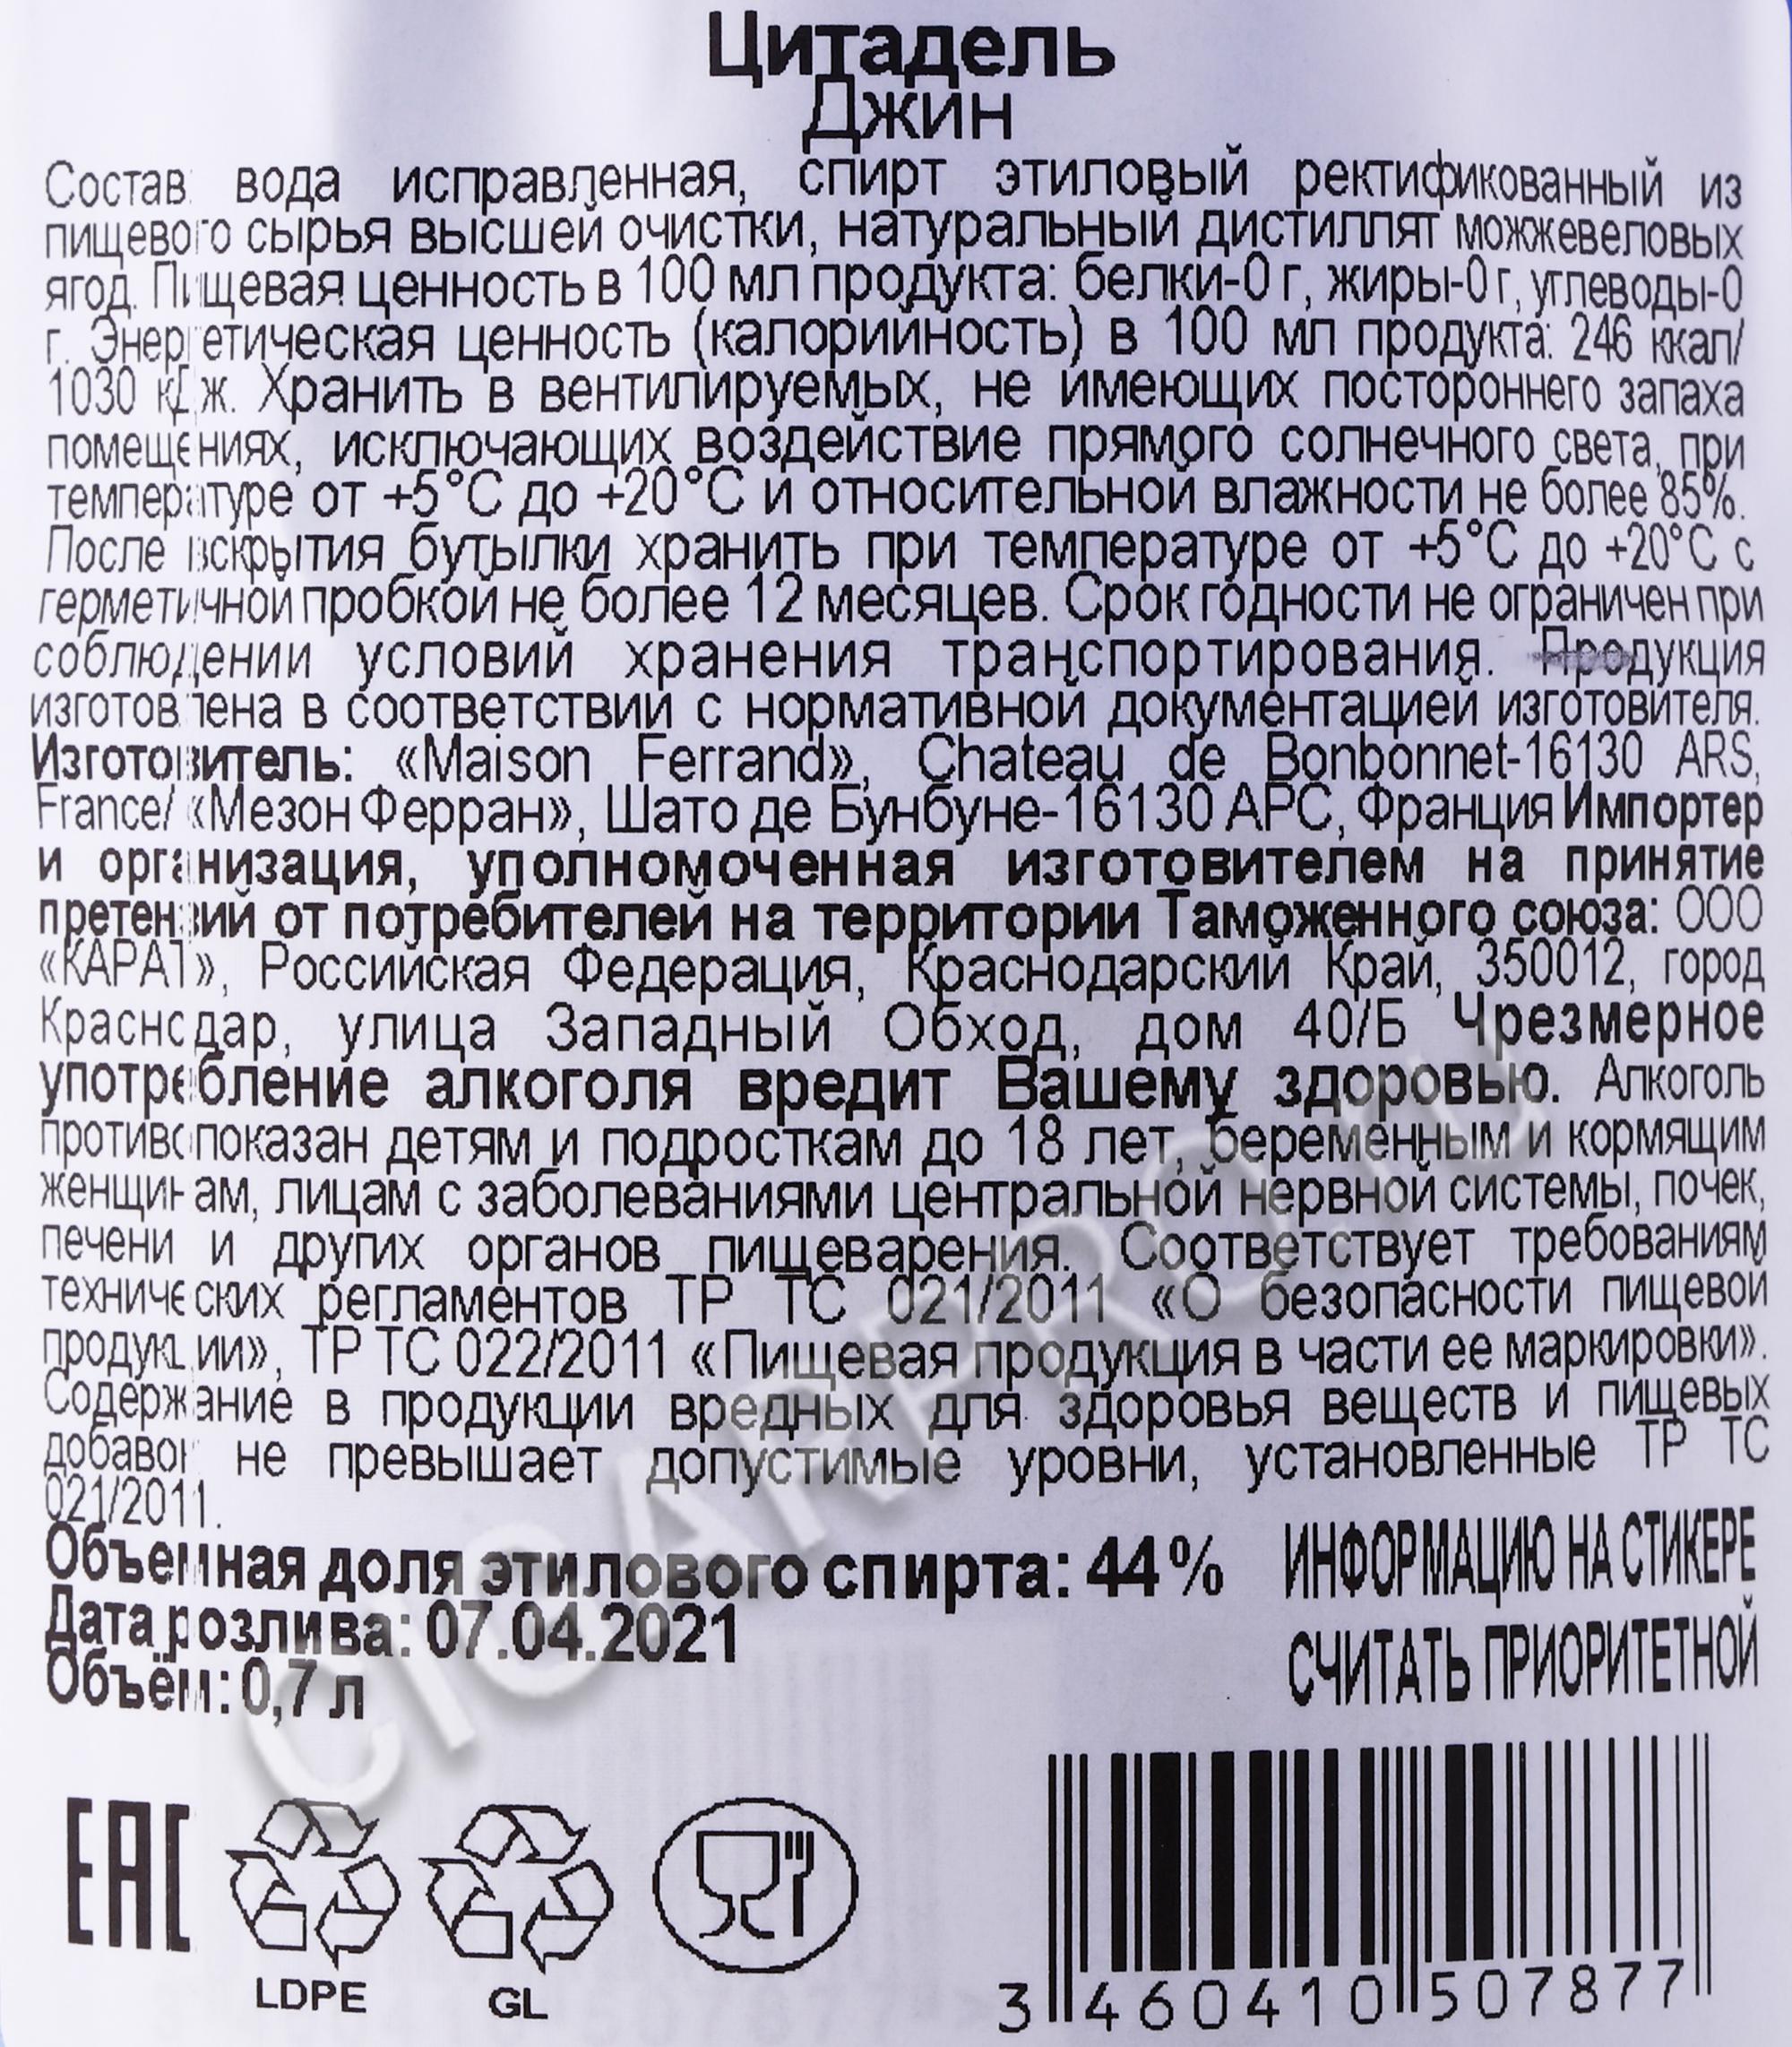 Цитадель
Джин
Состав: вода исправленная, спирт этиловый ректификованный из
пищевого сырья высшей очистки, натуральный дистиллят можжевеловых
ягод. Пищевая ценность в 100 мл продукта: белки-0 г, жиры-0 г, углеводы-0
г. Энергетическая ценность (калорийность) в 100 мл продукта: 246 ккал/
1030 кДж. Хранить в вентилируемых, не имеющих постороннего запаха
помещениях, исключающих воздействие прямого солнечного света, при
температуре от +5°С до +20°С и относительной влажности не более 85%.
После вскрытия бутылки хранить при температуре от +5°С до +20°С с
герметичной пробкой не более 12 месяцев. Срок годности не ограничен при
соблюдении условий хранения транспортирования. Продукция
изготовлена в соответствии с нормативной документацией изготовителя.
Изготовитель: «Maison Ferrand», Chateau de Bonbonnet-16130 ARS,
France/ «Мезон Ферран», Шато де Бунбуне-16130 АРС, Франция Импортер
и организация, уполномоченная изготовителем на принятие
претензий от потребителей на территории Таможенного союза: ООО
«КАРАТ», Российская Федерация, Краснодарский Край, 350012, город
Краснодар, улица Западный Обход, дом 40/Б Чрезмерное
употребление алкоголя вредит Вашему здоровью. Алкоголь
противопоказан детям и подросткам до 18 лет, беременным и кормящим
женщинам, лицам с заболеваниями центральной нервной системы, почек,
печени и других органов пищеварения. Соответствует требованиям
технических регламентов ТР ТС 021/2011 «О безопасности пищевой
продукции», ТР ТС 022/2011 «Пищевая продукция в части ее маркировки».
Содержание в продукции вредных для здоровья веществ и пищевых
добавок не превышает допустимые уровни, установленные ТР ТС
021/2011.
Объемная доля этилового спирта: 44%
Дата розлива: 07.04.2021
Объём: 0,7 л
ИНФОРМАЦИЮ НА СТИКЕРЕ
СЧИТАТЬ ПРИОРИТЕТНОЙ
EAC
LDPE
GL
3 460410 507877
CIGARPRO.RU